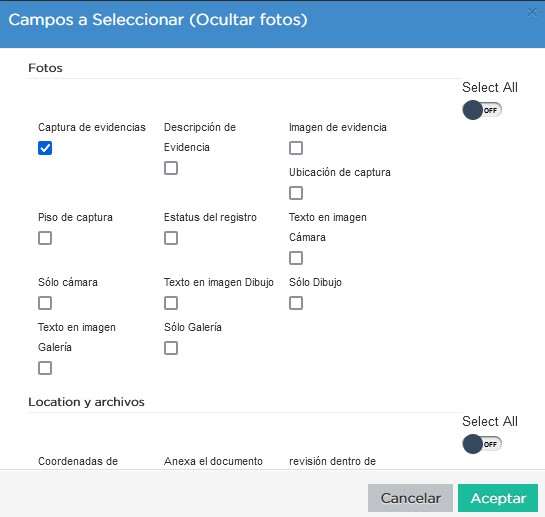 Campos a Seleccionar (Ocultar fotos)
×
Fotos
Select All
OFF
Captura de evidencias
Descripción de
Evidencia
Imagen de evidencia
Ubicación de captura
Piso de captura
Estatus del registro
Texto en imagen
Cámara
Sólo cámara
Texto en imagen Dibujo
Sólo Dibujo
Texto en imagen
Galería
Sólo Galería
Location y archivos
Select All
OFF
Coordenadas de
Anexa el documento
revisión dentro de
Cancelar
Aceptar